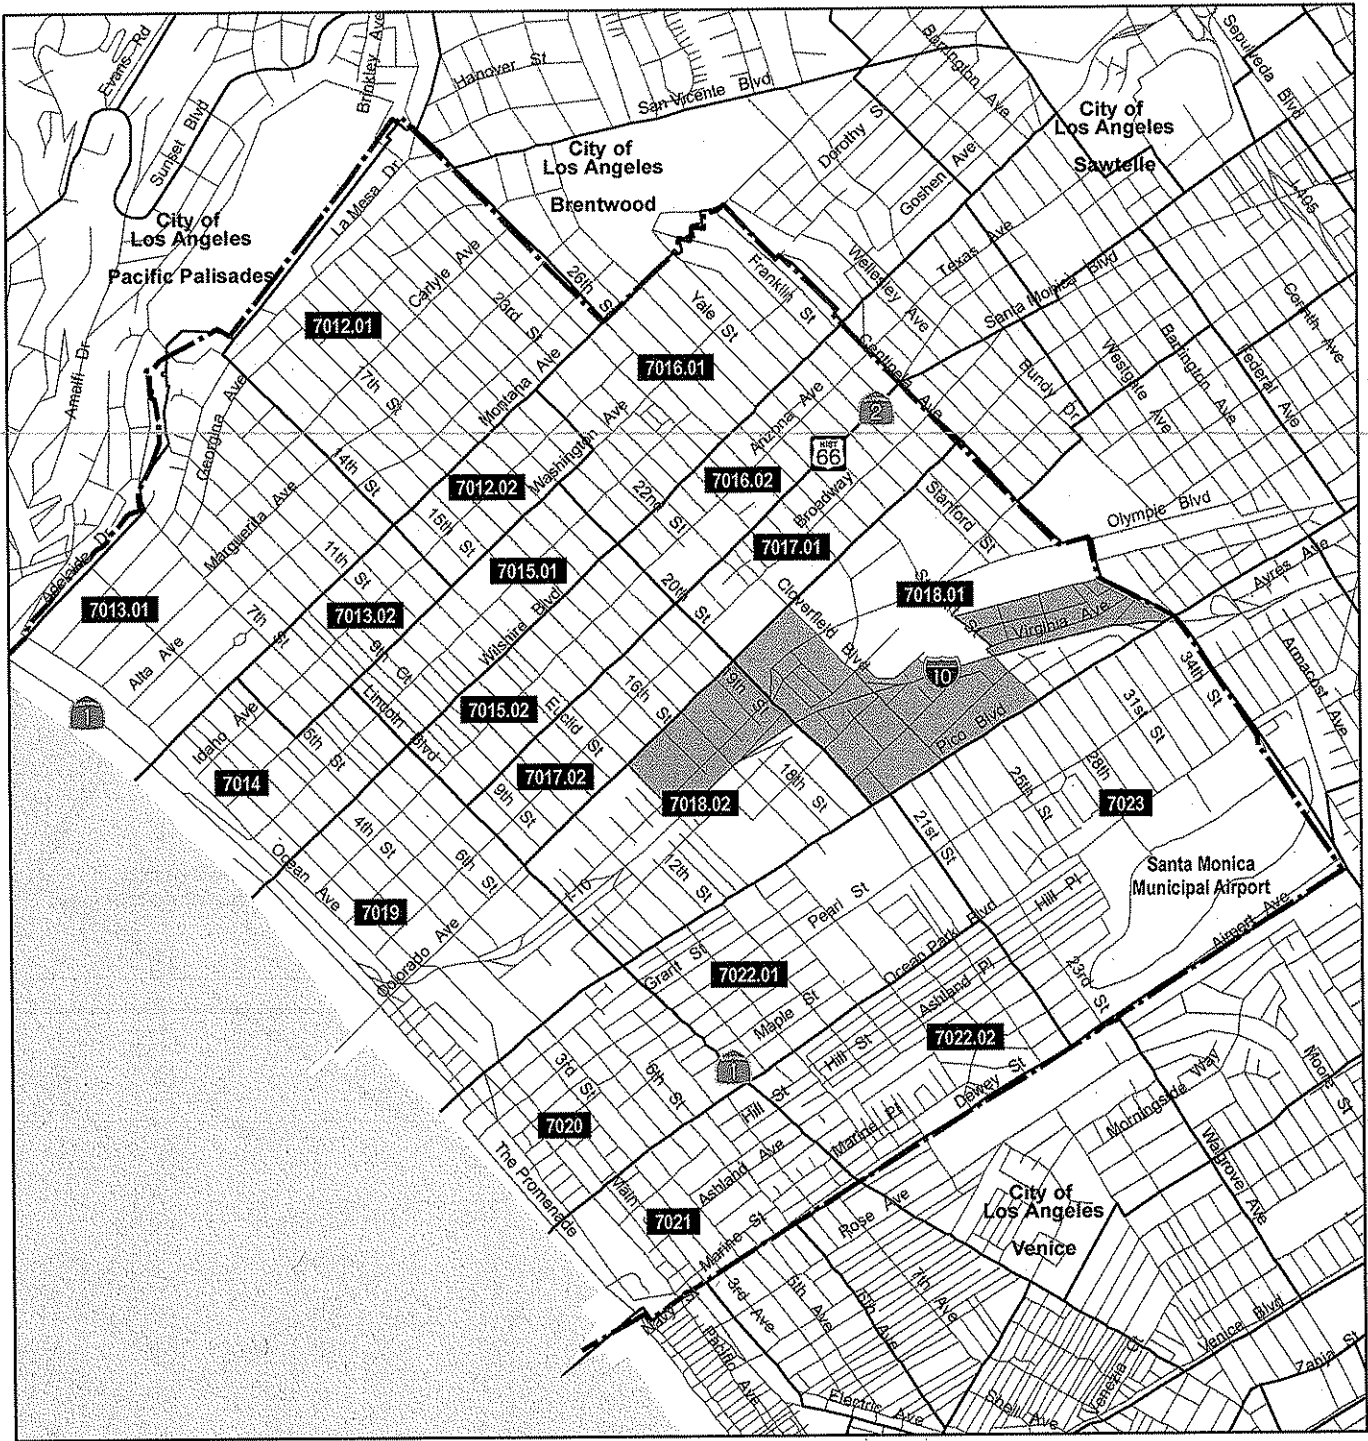 Evans Rd
Sunset Blvd
Brinkley Ave
Hanover St
San Vicente Blvd
Barrington Ave
Sepulveda Blvd
City of
Los Angeles
Sawtelle
City of
Los Angeles
Brentwood
Dorothy S
Goshen Ave
I-405
La Mesa Dr
City of
Los Angeles
Pacific Palisades
Carlyle Ave
26th S
23rd St
Franklin St
Yale St
Wellesley Ave
Texas Ave
Santa Monica Blvd
Corinth Ave
7012.01
17th St
Montana Ave
7016.01
Centinela Ave
Bundy Dr
Westgate Ave
Barrington Ave
Federal Ave
Amalfi Dr
Georgina Ave
Washington Ave
Arizona Ave
2
HIST
66
14th St
7012.02
22nd St
7016.02
Broadway
Stanford St
Olympic Blvd
Marguerita Ave
15th St
11th St
7015.01
7017.01
Adelaide Dr
7013.01
7013.02
7th St
9th Ct
Wilshire Blvd
20th St
Cloverfield Blvd
7018.01
Virginia Ave
Ayres Ave
Alta Ave
Lincoln Blvd
7015.02
16th St
19th St
10
Pico Blvd
34th St
Armacost Ave
31st St
1
Idaho Ave
5th St
7014
7017.02
9th St
7018.02
18th St
28th
25th St
7023
21st St
4th St
6th St
Ocean Ave
I-10
12th St
Pearl St
Hill Pl
Santa Monica
Municipal Airport
7019
Colorado Ave
Grant St
7022.01
Ocean Park Blvd
Airport Ave
Maple St
Ashland Pl
23rd St
7022.02
Hill St
3rd St
6th St
1
Hill St
Dewey St
Marine Pl
Morningside Way
Moore St
7020
The Promenade
Main
Ashland Ave
7021
Marine St
Rose Ave
City of
Los Angeles
Venice
Walgrove Ave
Navy St
3rd Ave
5th Ave
6th Ave
7th Ave
Pacific Ave
Electric Ave
Shell Ave
Venezia Ct
Venice Blvd
Zanja St